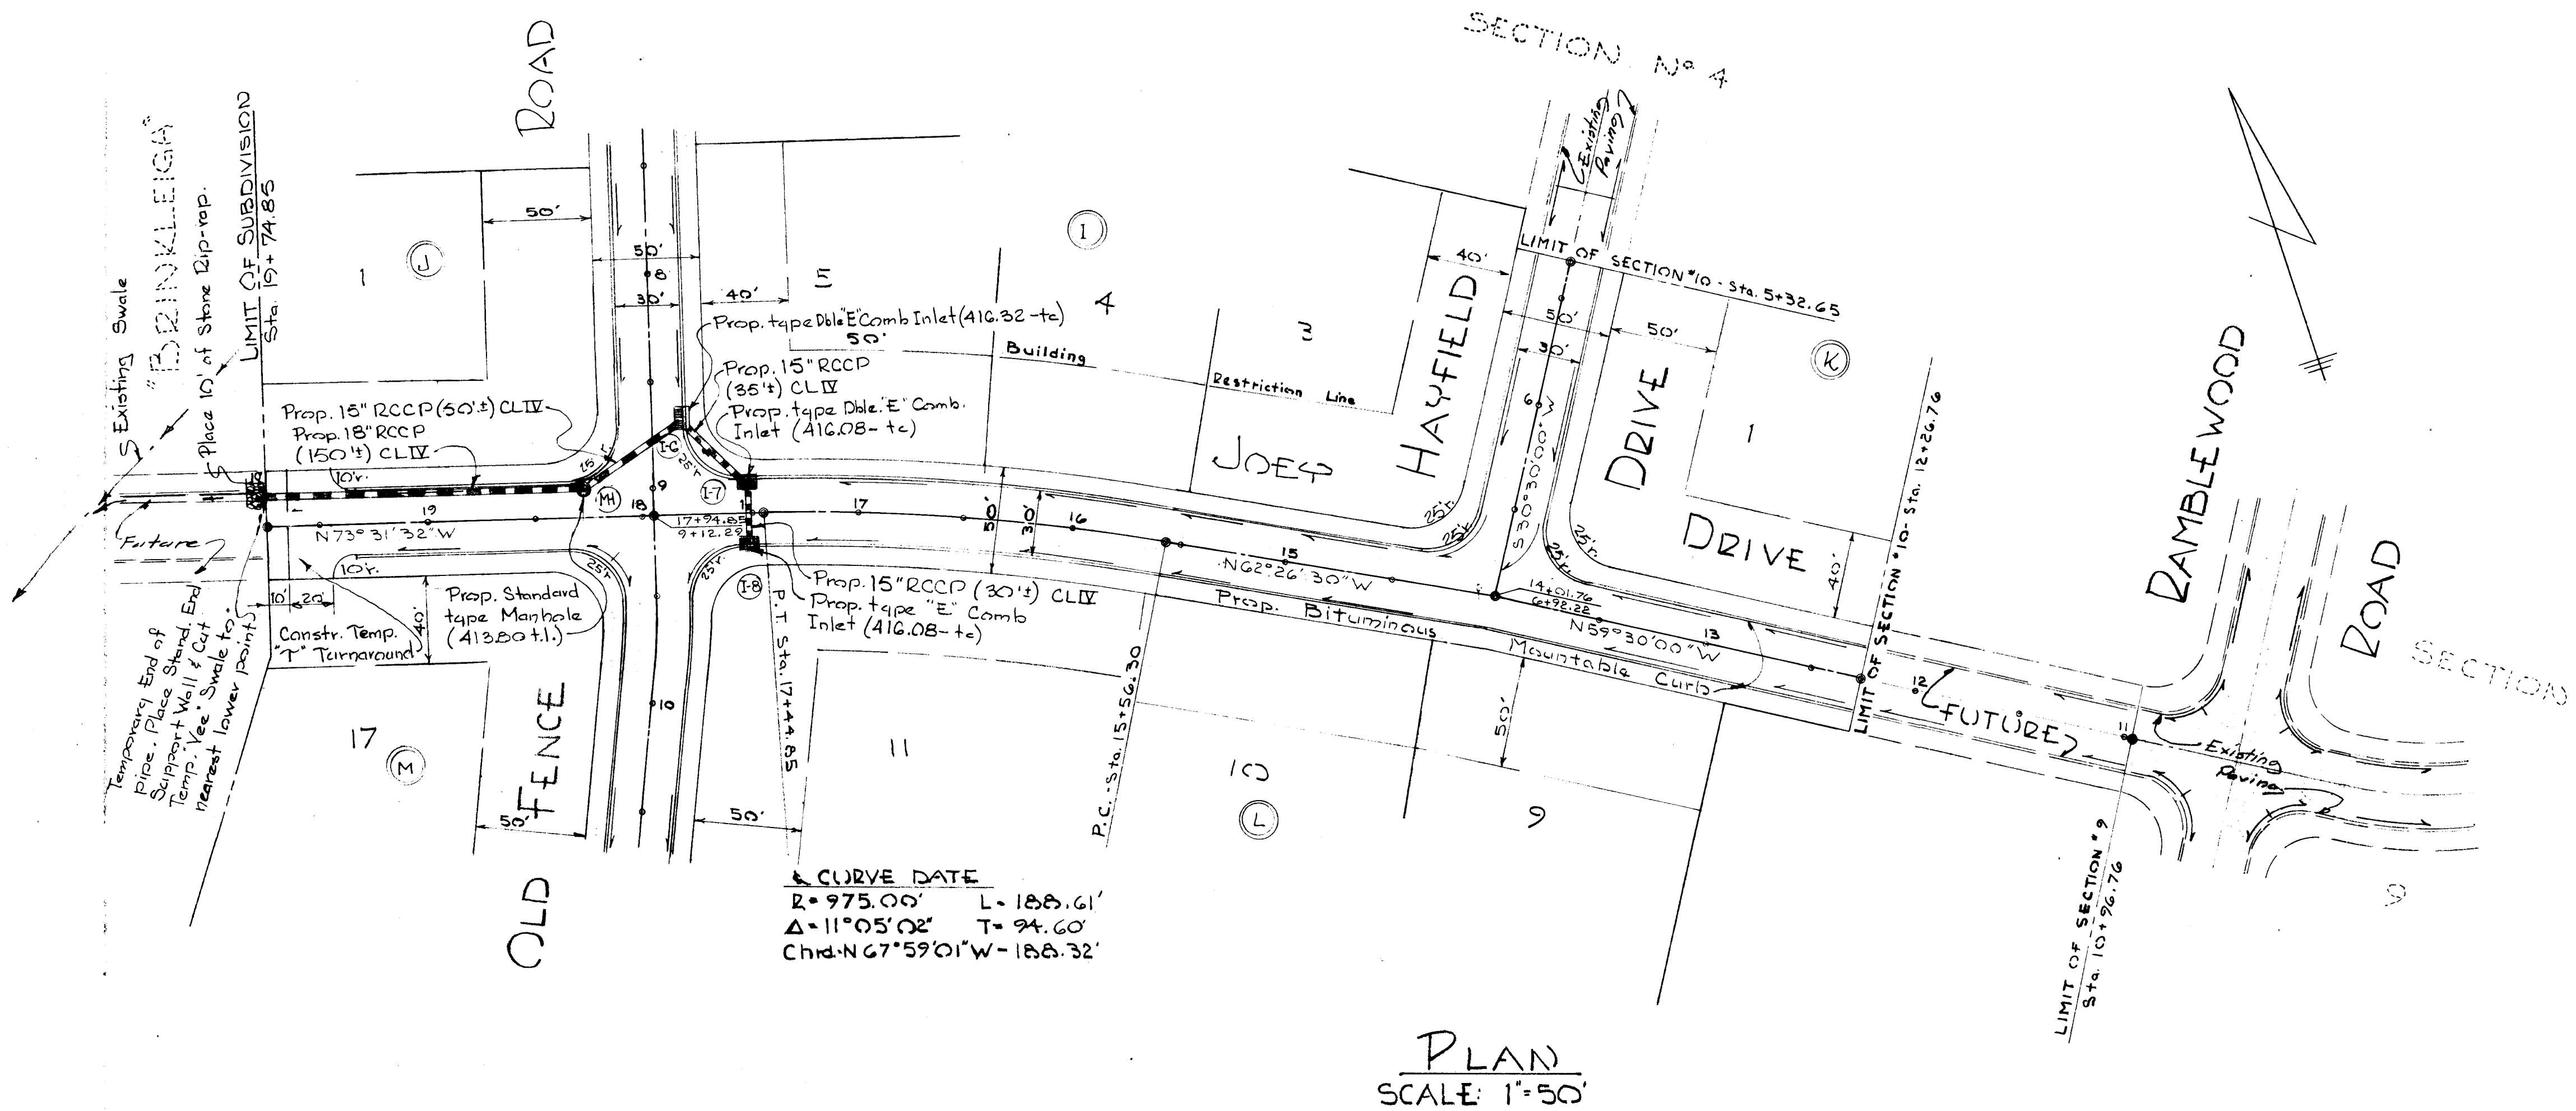 SECTION Nº 4
ROAD
"BRINKLEIGH"
LIMIT OF SUBDIVISION
Sta. 19+74.85
Place 10' of Stone Rip-rap.
Existing Swale
Existing
Paving
50'
1
J
50'
8
30'
40'
5
I
4
3
40'
HAYFIELD
LIMIT OF SECTION #10 - Sta. 5+32.65
50'
50'
30'
K
1
DRIVE
6
S 30°30'00" W
Prop. type Dble "E" Comb Inlet (416.32-tc)
50'
Building
Restriction Line
Prop. 15" RCCP
(35'±) CL IV
Prop. type Dble. "E" Comb.
Inlet (416.08-tc)
Prop. 15" RCCP (50'±) CL IV
Prop. 18" RCCP
(150'±) CL IV
10'r.
25'r
I-6
25'r
I-7
MH
9
JOEY
DRIVE
25'r.
25'r.
25'r.
25'r.
40'
LIMIT OF SECTION #10 - Sta. 12+26.76
RAMBLEWOOD
ROAD
SECTION
19
N73°31'32"W
18
17+94.85
9+12.29
17
50'
30'
16
15
N62°26'30"W
14+01.76
6+92.22
N59°30'00"W
13
12
11
Future
10'r.
25'r
25'r
I-8
10'
20'
40'
Constr. Temp.
"T" Turnaround
Prop. Standard
type Manhole
(413.80 t.l.)
Prop. 15" RCCP (30'±) CL IV
Prop. type "E" Comb
Inlet (416.08-tc)
Prop. Bituminous
Mountable Curb
FUTURE
Existing
Paving
Temporary End of
pipe. Place Stand. End
Support Wall & Cut
Temp. "Vee" Swale to
nearest lower point.
17
M
10
OLD FENCE
50'
50'
P.T. Sta. 17+44.85
11
P.C. - Sta. 15+56.30
10
L
50'
9
LIMIT OF SECTION #9
Sta. 10+96.76
9
℄ CURVE DATE
R= 975.00' L= 188.61'
Δ= 11°05'02" T= 94.60'
Chrd. N67°59'01"W - 188.32'
PLAN
SCALE: 1"=50'